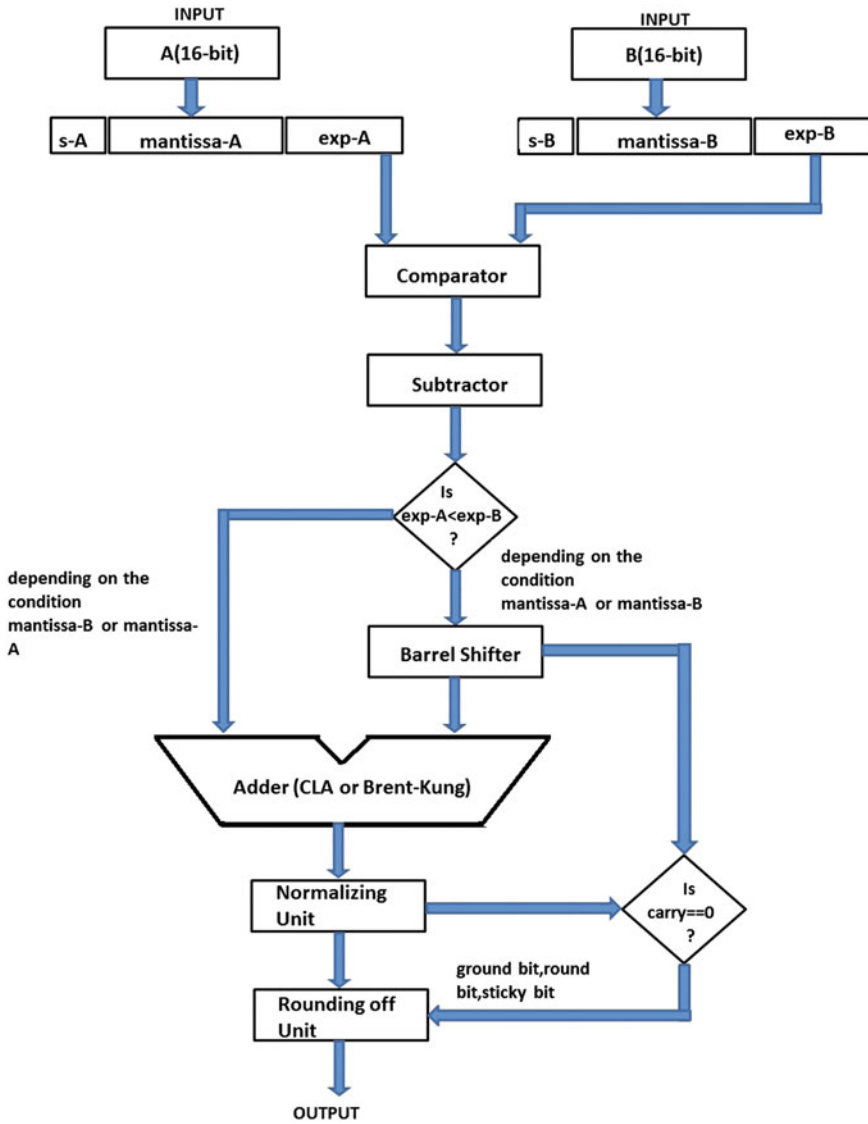 INPUT
A(16-bit)
s-A
mantissa-A
exp-A
INPUT
B(16-bit)
s-B
mantissa-B
exp-B
Comparator
Subtractor
Is
exp-A<exp-B
?
depending on the
condition
mantissa-B or mantissa-
A
depending on the
condition
mantissa-A or mantissa-B
Barrel Shifter
Adder (CLA or Brent-Kung)
Normalizing
Unit
Is
carry==0
?
ground bit,round
bit,sticky bit
Rounding off
Unit
OUTPUT